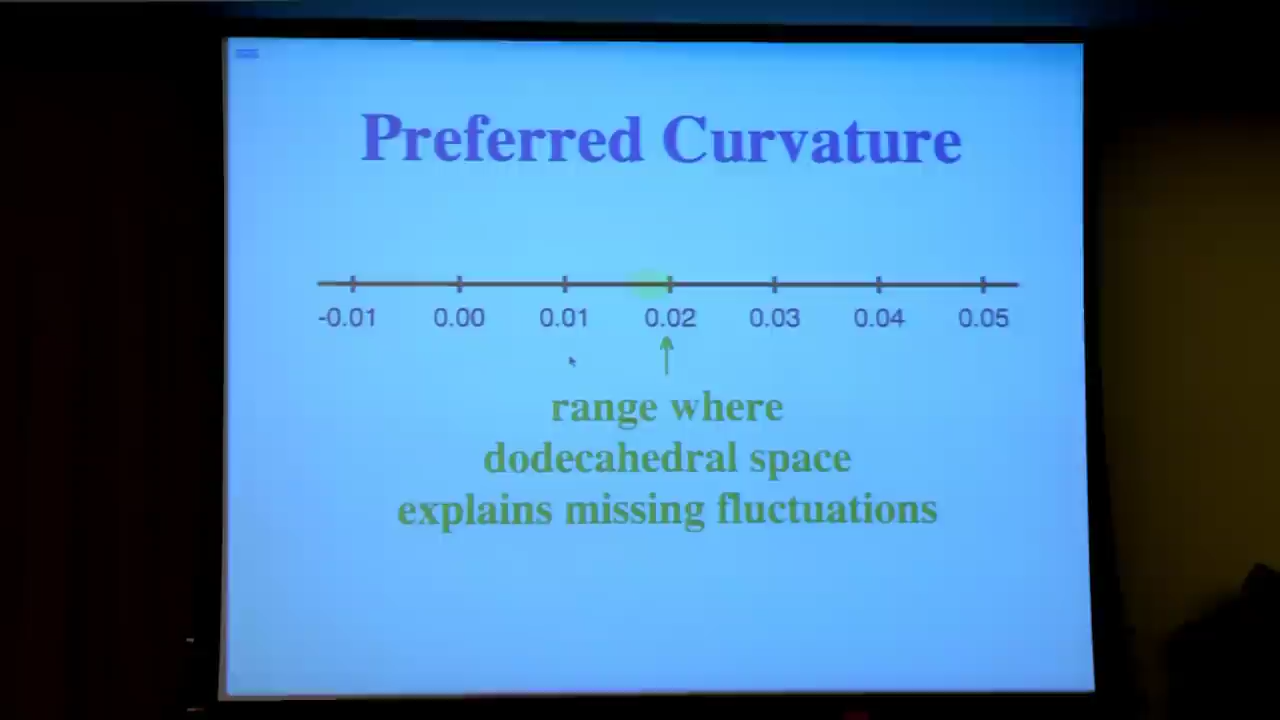 Preferred Curvature
-0.01 0.00 0.01 0.02 0.03 0.04 0.05
range where
dodecahedral space
explains missing fluctuations